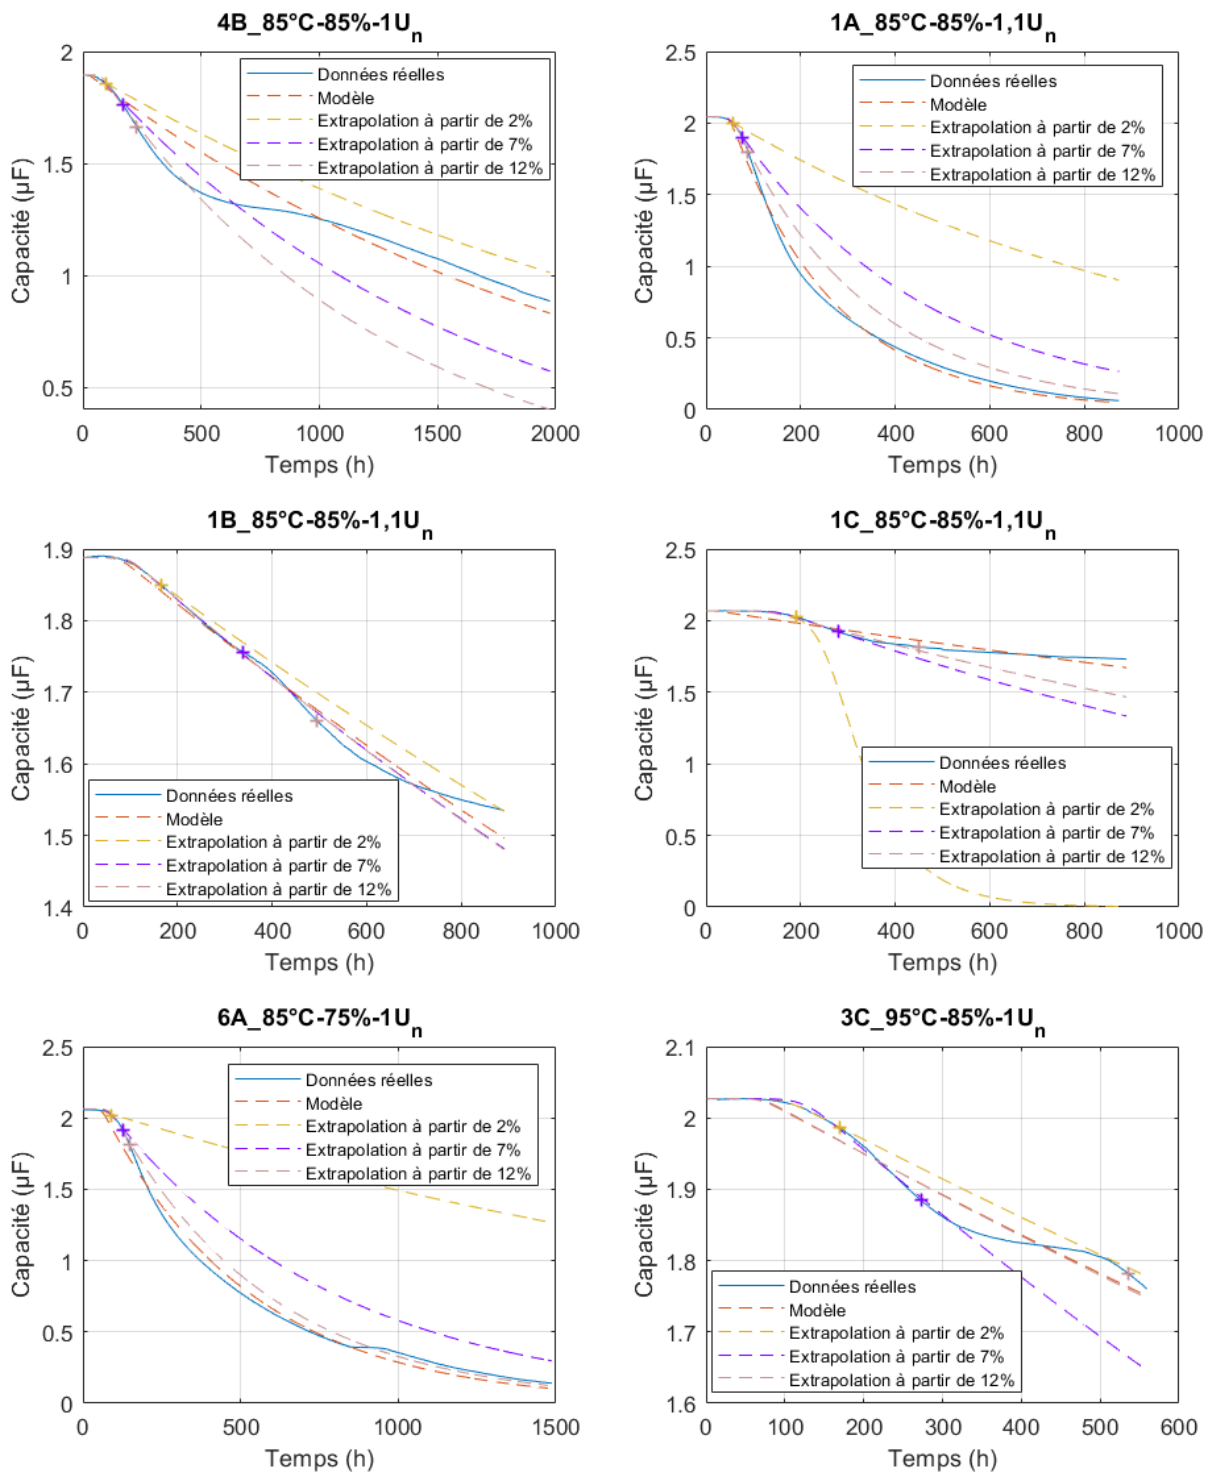 4B_85°C-85%-1Un
2
1.5
1
0.5
Capacité (µF)
0 500 1000 1500 2000
Temps (h)
Données réelles
Modèle
Extrapolation à partir de 2%
Extrapolation à partir de 7%
Extrapolation à partir de 12%
1A_85°C-85%-1,1Un
2.5
2
1.5
1
0.5
0
Capacité (µF)
0 200 400 600 800 1000
Temps (h)
Données réelles
Modèle
Extrapolation à partir de 2%
Extrapolation à partir de 7%
Extrapolation à partir de 12%
1B_85°C-85%-1,1Un
1.9
1.8
1.7
1.6
1.5
1.4
Capacité (µF)
0 200 400 600 800 1000
Temps (h)
Données réelles
Modèle
Extrapolation à partir de 2%
Extrapolation à partir de 7%
Extrapolation à partir de 12%
1C_85°C-85%-1,1Un
2.5
2
1.5
1
0.5
0
Capacité (µF)
0 200 400 600 800 1000
Temps (h)
Données réelles
Modèle
Extrapolation à partir de 2%
Extrapolation à partir de 7%
Extrapolation à partir de 12%
6A_85°C-75%-1Un
2.5
2
1.5
1
0.5
0
Capacité (µF)
0 500 1000 1500
Temps (h)
Données réelles
Modèle
Extrapolation à partir de 2%
Extrapolation à partir de 7%
Extrapolation à partir de 12%
3C_95°C-85%-1Un
2.1
2
1.9
1.8
1.7
1.6
Capacité (µF)
0 100 200 300 400 500 600
Temps (h)
Données réelles
Modèle
Extrapolation à partir de 2%
Extrapolation à partir de 7%
Extrapolation à partir de 12%